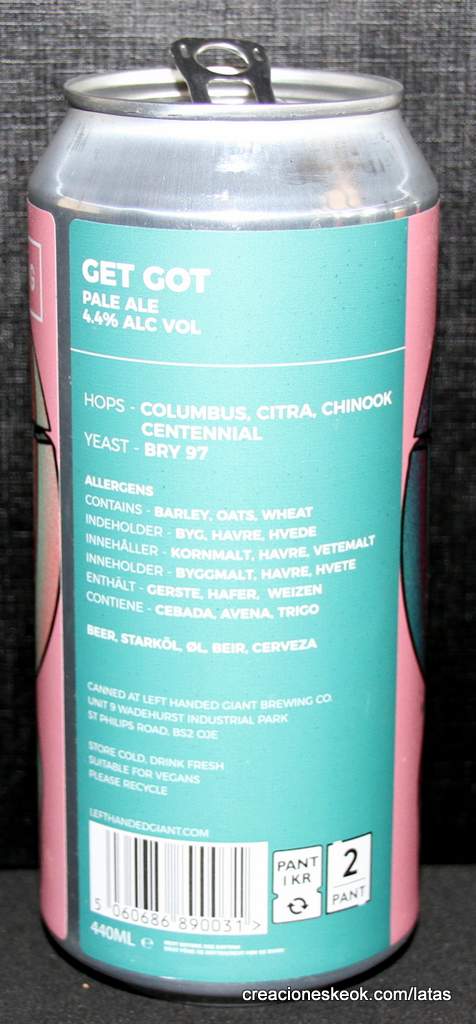 GET GOT
PALE ALE
4.4% ALC VOL
HOPS - COLUMBUS, CITRA, CHINOOK
CENTENNIAL
YEAST - BRY 97
ALLERGENS
CONTAINS - BARLEY, OATS, WHEAT
INDEHOLDER - BYG, HAVRE, HVEDE
INNEHÅLLER - KORNMALT, HAVRE, VETEMALT
INNEHOLDER - BYGGMALT, HAVRE, HVETE
ENTHÄLT - GERSTE, HAFER, WEIZEN
CONTIENE - CEBADA, AVENA, TRIGO
BEER, STARKÖL, ØL, BEIR, CERVEZA
CANNED AT LEFT HANDED GIANT BREWING CO.
UNIT 9 WADEHURST INDUSTRIAL PARK
ST PHILIPS ROAD. BS2 0JE
STORE COLD, DRINK FRESH
SUITABLE FOR VEGANS
PLEASE RECYCLE
LEFTHANDEDGIANT.COM
5 060686 890031 >
PANT
1 KR
2
PANT
440ML e
S
creacioneskeok.com/latas